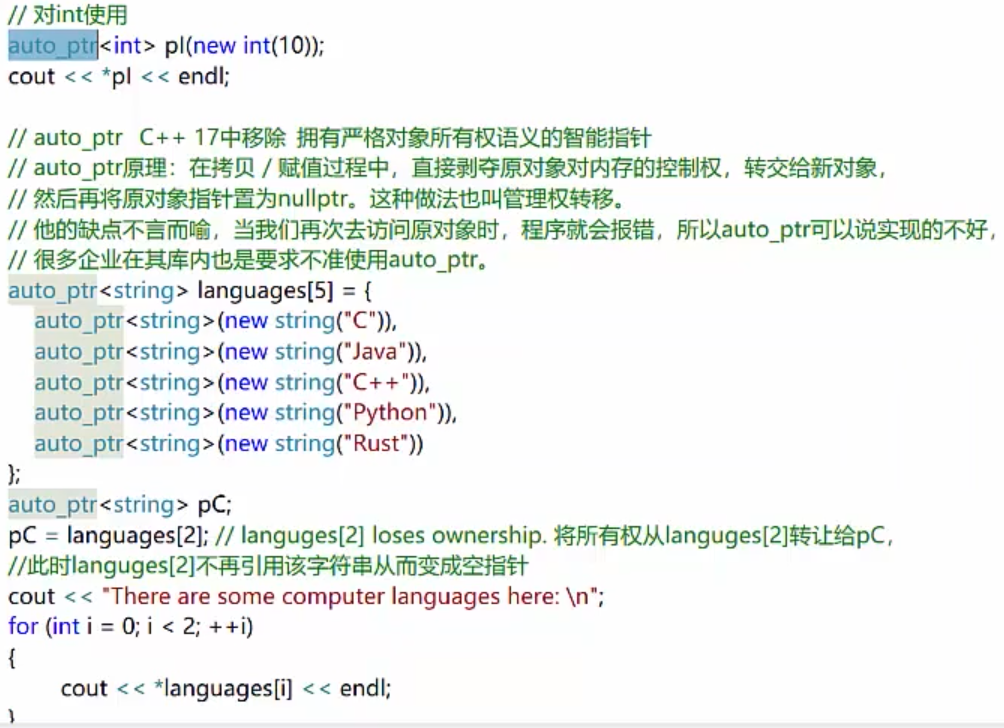 // 对int使用
auto_ptr<int> pI(new int(10));
cout << *pI << endl;
// auto_ptr C++ 17中移除 拥有严格对象所有权语义的智能指针
// auto_ptr原理：在拷贝 / 赋值过程中，直接剥夺原对象对内存的控制权，转交给新对象，
// 然后再将原对象指针置为nullptr。这种做法也叫管理权转移。
// 他的缺点不言而喻，当我们再次去访问原对象时，程序就会报错，所以auto_ptr可以说实现的不好，
// 很多企业在其库内也是要求不准使用auto_ptr。
auto_ptr<string> languages[5] = {
auto_ptr<string>(new string("C")),
auto_ptr<string>(new string("Java")),
auto_ptr<string>(new string("C++")),
auto_ptr<string>(new string("Python")),
auto_ptr<string>(new string("Rust"))
};
auto_ptr<string> pC;
pC = languages[2]; // languges[2] loses ownership. 将所有权从languges[2]转让给pC，
//此时languges[2]不再引用该字符串从而变成空指针
cout << "There are some computer languages here: \n";
for (int i = 0; i < 2; ++i)
{
cout << *languages[i] << endl;
}